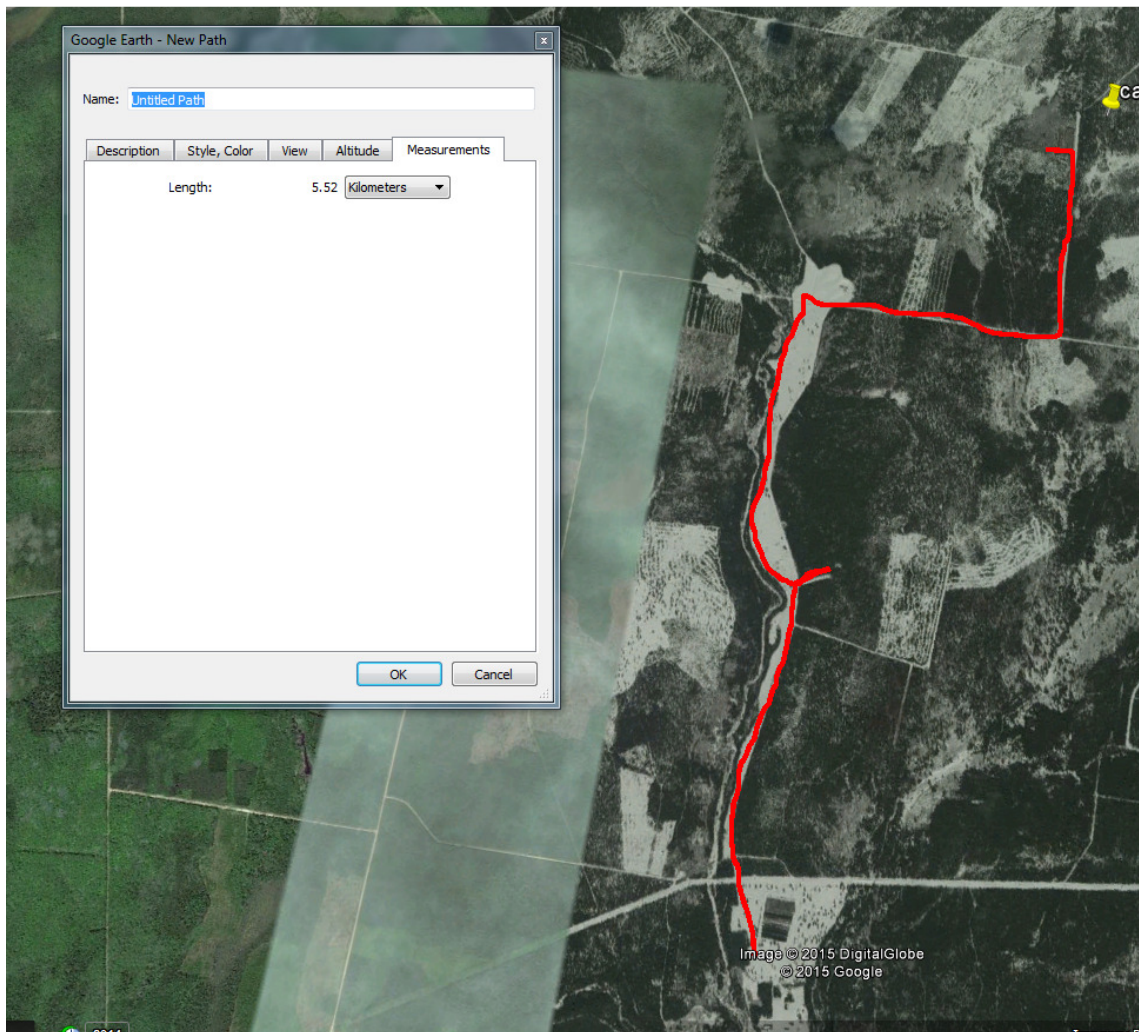 Google Earth - New Path
Name: Untitled Path
Description Style, Color View Altitude Measurements
Length: 5.52 Kilometers
OK Cancel
ca
Image © 2015 DigitalGlobe
© 2015 Google